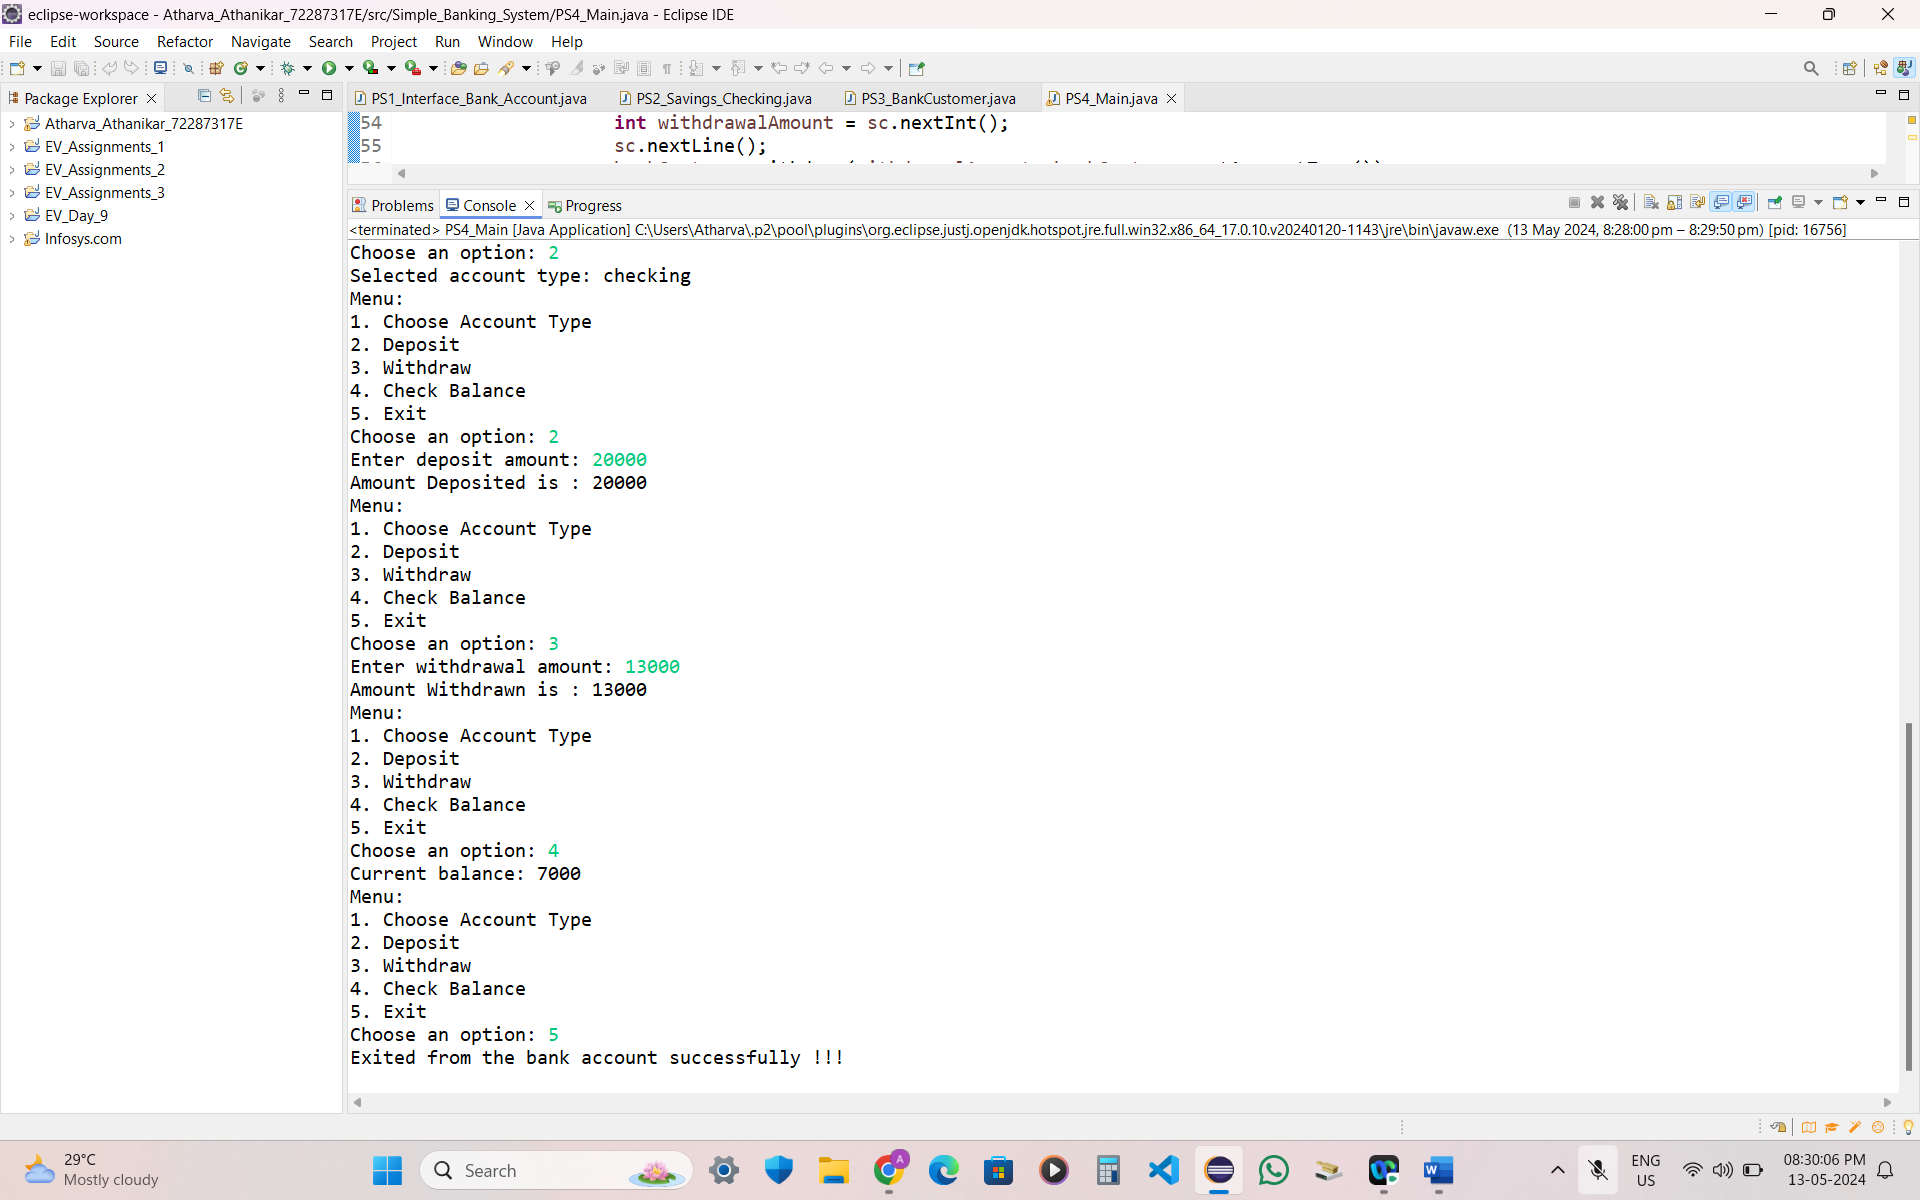 eclipse-workspace - Atharva_Athanikar_72287317E/src/Simple_Banking_System/PS4_Main.java - Eclipse IDE
File Edit Source Refactor Navigate Search Project Run Window Help
Package Explorer
Atharva_Athanikar_72287317E
EV_Assignments_1
EV_Assignments_2
EV_Assignments_3
EV_Day_9
Infosys.com
PS1_Interface_Bank_Account.java PS2_Savings_Checking.java PS3_BankCustomer.java PS4_Main.java
54 int withdrawalAmount = sc.nextInt();
55 sc.nextLine();
Problems Console Progress
<terminated> PS4_Main [Java Application] C:\Users\Atharva\.p2\pool\plugins\org.eclipse.justj.openjdk.hotspot.jre.full.win32.x86_64_17.0.10.v20240120-1143\jre\bin\javaw.exe (13 May 2024, 8:28:00 pm – 8:29:50 pm) [pid: 16756]
Choose an option: 2
Selected account type: checking
Menu:
1. Choose Account Type
2. Deposit
3. Withdraw
4. Check Balance
5. Exit
Choose an option: 2
Enter deposit amount: 20000
Amount Deposited is : 20000
Menu:
1. Choose Account Type
2. Deposit
3. Withdraw
4. Check Balance
5. Exit
Choose an option: 3
Enter withdrawal amount: 13000
Amount Withdrawn is : 13000
Menu:
1. Choose Account Type
2. Deposit
3. Withdraw
4. Check Balance
5. Exit
Choose an option: 4
Current balance: 7000
Menu:
1. Choose Account Type
2. Deposit
3. Withdraw
4. Check Balance
5. Exit
Choose an option: 5
Exited from the bank account successfully !!!
29°C
Mostly cloudy
Search
A
ENG
US
08:30:06 PM
13-05-2024